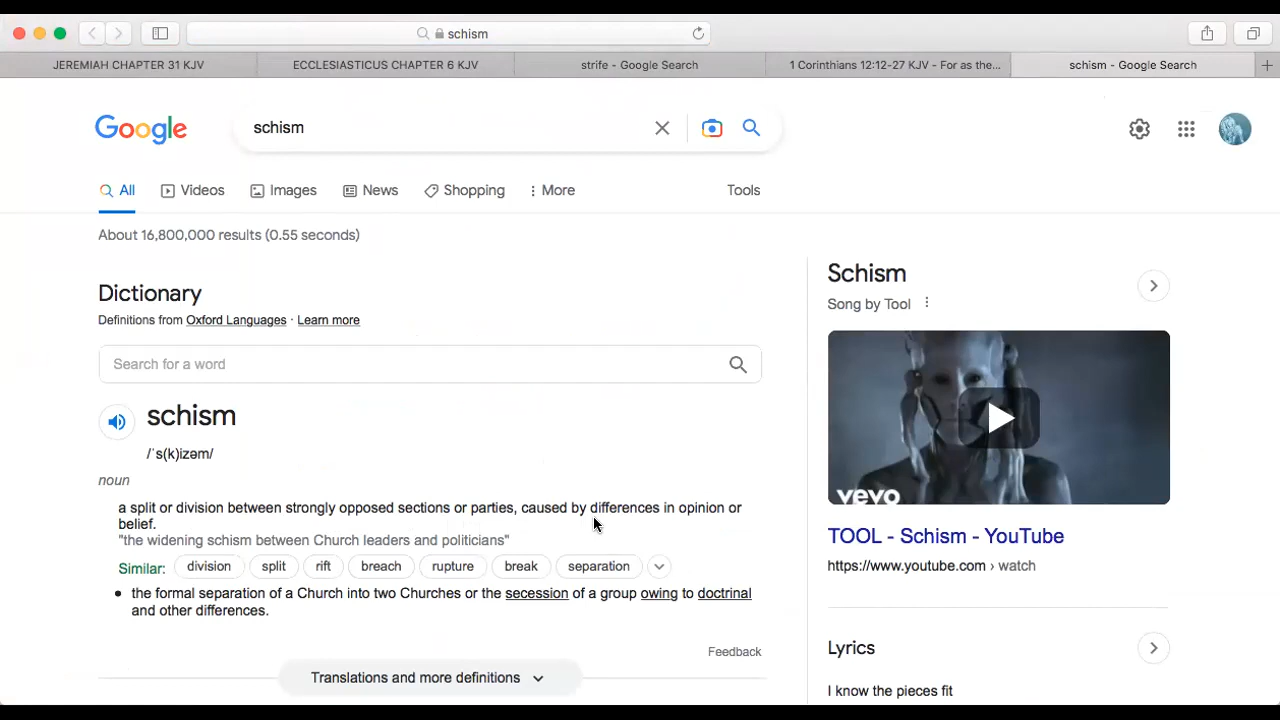 schism
JEREMIAH CHAPTER 31 KJV
ECCLESIASTICUS CHAPTER 6 KJV
strife - Google Search
1 Corinthians 12:12-27 KJV - For as the...
schism - Google Search
Google
schism
All
Videos
Images
News
Shopping
More
Tools
About 16,800,000 results (0.55 seconds)
Dictionary
Definitions from Oxford Languages · Learn more
Search for a word
schism
/ˈs(k)izəm/
noun
a split or division between strongly opposed sections or parties, caused by differences in opinion or
belief.
"the widening schism between Church leaders and politicians"
Similar:
division
split
rift
breach
rupture
break
separation
• the formal separation of a Church into two Churches or the secession of a group owing to doctrinal
and other differences.
Feedback
Translations and more definitions
Schism
Song by Tool
vevo
TOOL - Schism - YouTube
https://www.youtube.com › watch
Lyrics
I know the pieces fit